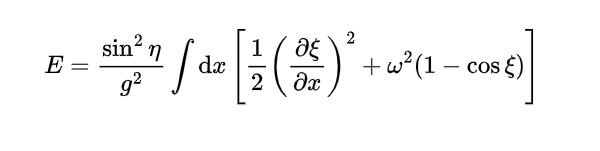 E = \frac{\sin^2 \eta}{g^2} \int \mathrm{d}x \left[ \frac{1}{2} \left( \frac{\partial \xi}{\partial x} \right)^2 + \omega^2 (1 - \cos \xi) \right]